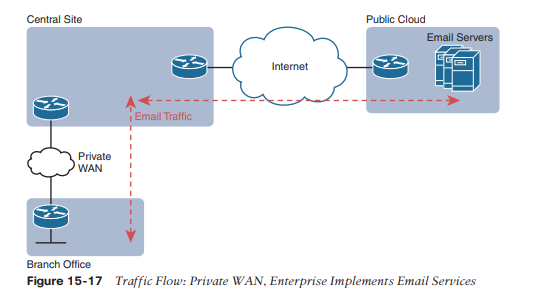 Central Site
Public Cloud
Email Servers
Internet
Email Traffic
Private
WAN
Branch Office
Figure 15-17 Traffic Flow: Private WAN, Enterprise Implements Email Services